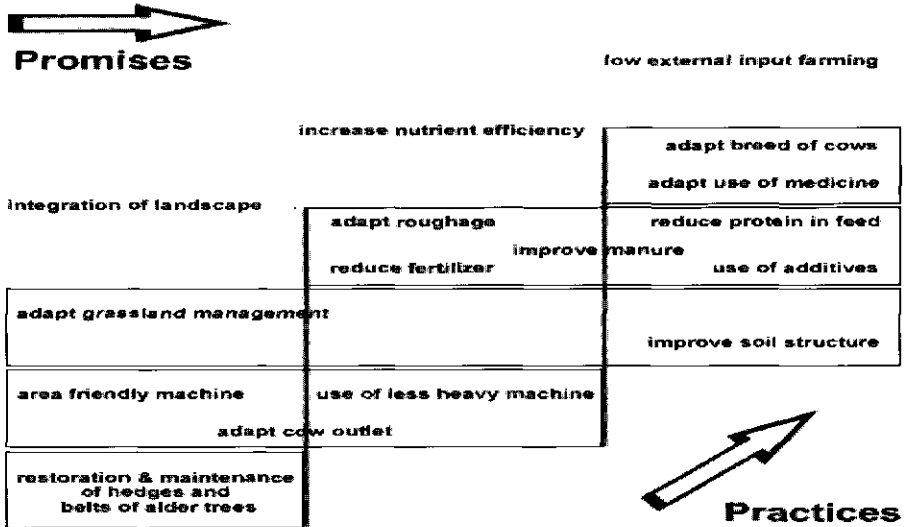 Promises
low external input farming
increase nutrient efficiency
adapt breed of cows
adapt use of medicine
integration of landscape
adapt roughage
reduce protein in feed
improve manure
reduce fertilizer
use of additives
adapt grassland management
improve soil structure
area friendly machine
use of less heavy machine
adapt cow outlet
restoration & maintenance
of hedges and
belts of alder trees
Practices